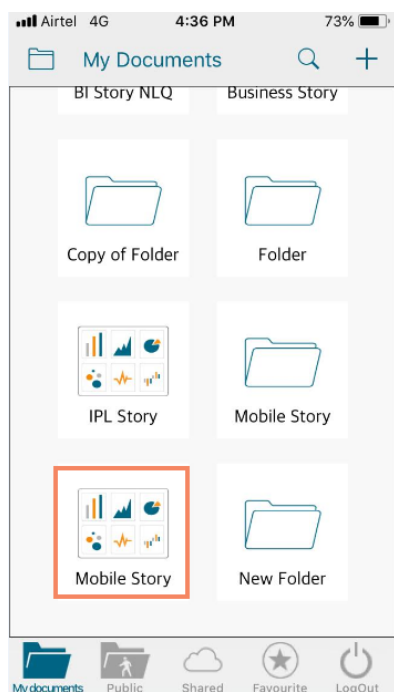 Airtel 4G 4:36 PM 73%
My Documents
BI Story NLQ Business Story
Copy of Folder Folder
IPL Story Mobile Story
Mobile Story New Folder
My documents Public Shared Favourite LogOut